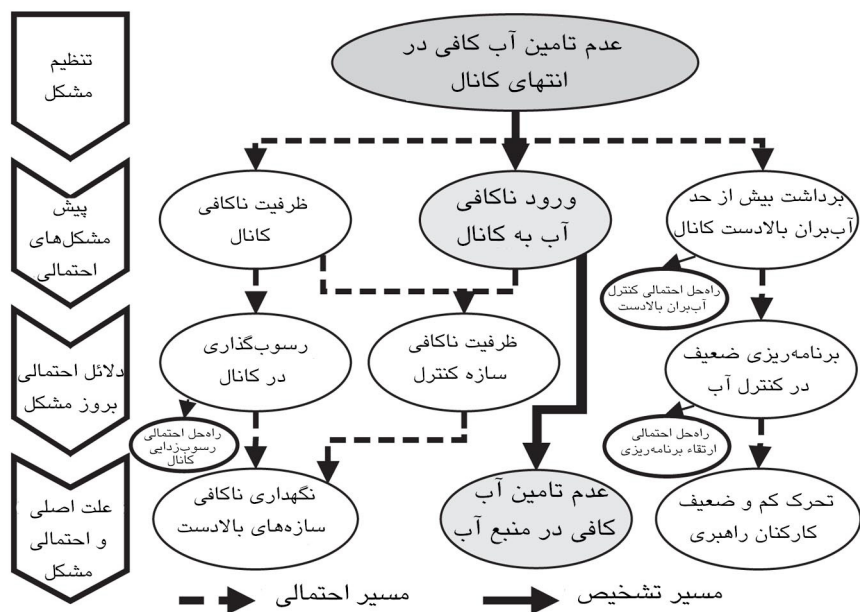 تنظیم
مشکل
عدم تامین آب کافی در
انتهای کانال
پیش
مشکل‌های
احتمالی
برداشت بیش از حد
آب‌بران بالادست کانال
ورود ناکافی
آب به کانال
ظرفیت ناکافی
کانال
راه‌حل احتمالی کنترل
آب‌بران بالادست
دلائل احتمالی
بروز مشکل
برنامه‌ریزی ضعیف
در کنترل آب
ظرفیت ناکافی
سازه کنترل
رسوب‌گذاری
در کانال
راه‌حل احتمالی
ارتقاء برنامه‌ریزی
راه‌حل احتمالی
رسوب‌زدایی
کانال
علت اصلی
و احتمالی
مشکل
تحرک کم و ضعیف
کارکنان راهبری
عدم تامین آب
کافی در منبع آب
نگهداری ناکافی
سازه‌های بالادست
مسیر تشخیص
مسیر احتمالی